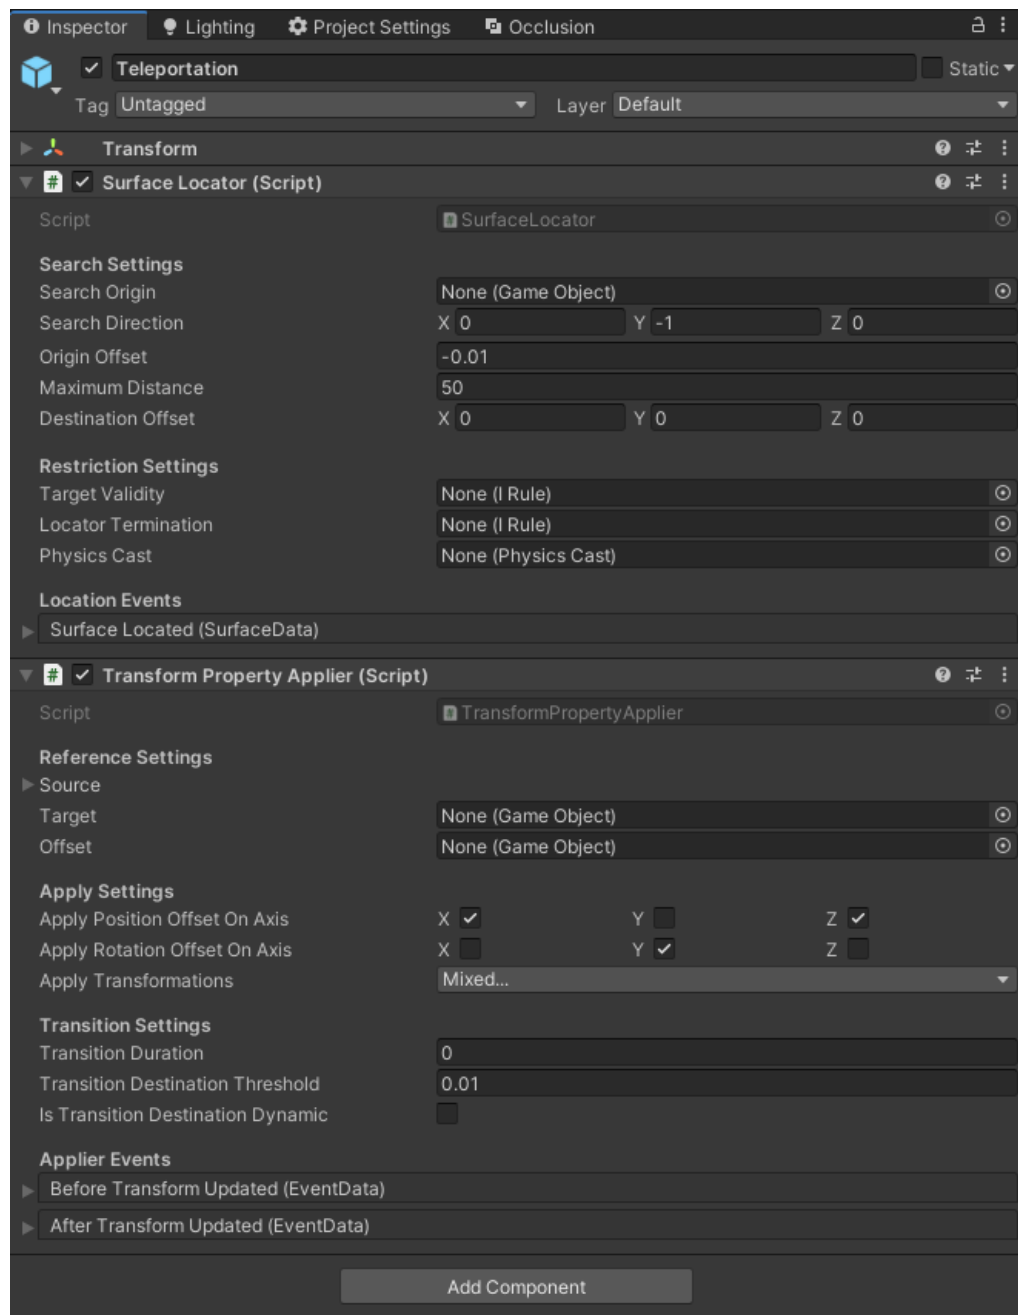 Inspector Lighting Project Settings Occlusion
Teleportation Static
Tag Untagged Layer Default
Transform
# Surface Locator (Script)
Script # SurfaceLocator
Search Settings
Search Origin None (Game Object)
Search Direction X 0 Y -1 Z 0
Origin Offset -0.01
Maximum Distance 50
Destination Offset X 0 Y 0 Z 0
Restriction Settings
Target Validity None (I Rule)
Locator Termination None (I Rule)
Physics Cast None (Physics Cast)
Location Events
Surface Located (SurfaceData)
# Transform Property Applier (Script)
Script # TransformPropertyApplier
Reference Settings
Source
Target None (Game Object)
Offset None (Game Object)
Apply Settings
Apply Position Offset On Axis X Y Z
Apply Rotation Offset On Axis X Y Z
Apply Transformations Mixed...
Transition Settings
Transition Duration 0
Transition Destination Threshold 0.01
Is Transition Destination Dynamic
Applier Events
Before Transform Updated (EventData)
After Transform Updated (EventData)
Add Component